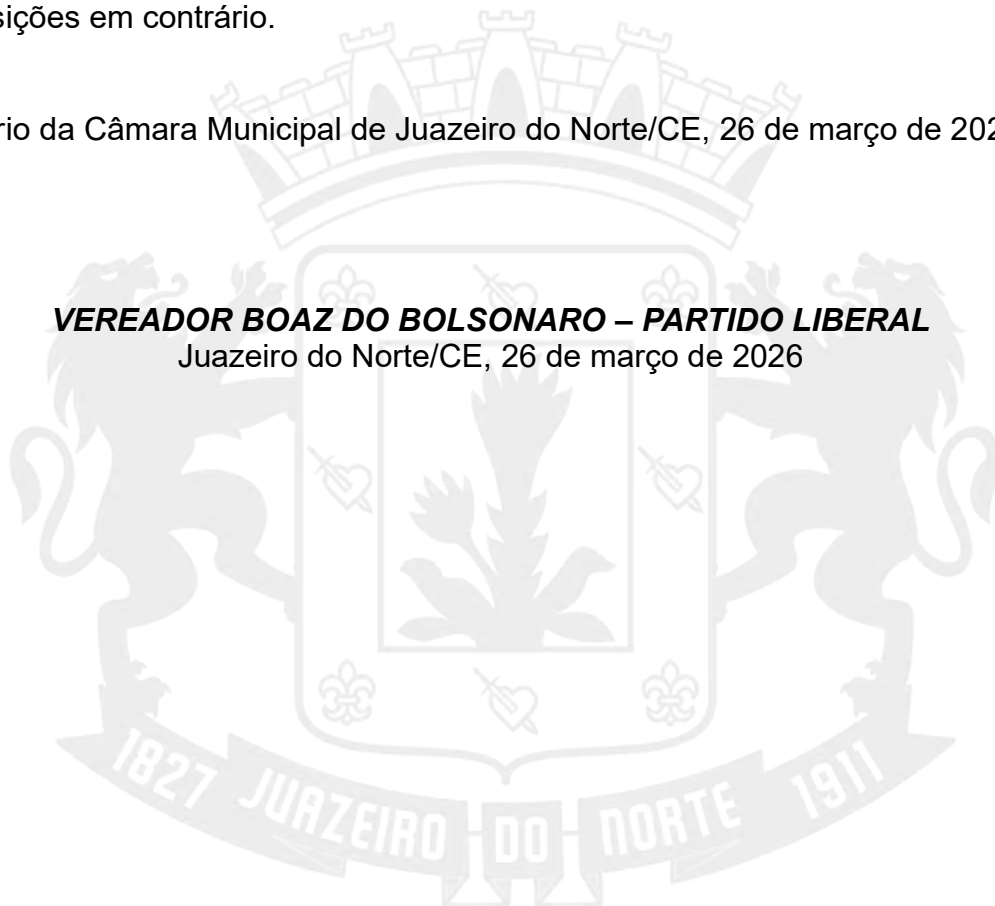 sições em contrário.
rio da Câmara Municipal de Juazeiro do Norte/CE, 26 de março de 202
VEREADOR BOAZ DO BOLSONARO – PARTIDO LIBERAL
Juazeiro do Norte/CE, 26 de março de 2026
1827 JUAZEIRO DO NORTE 1911